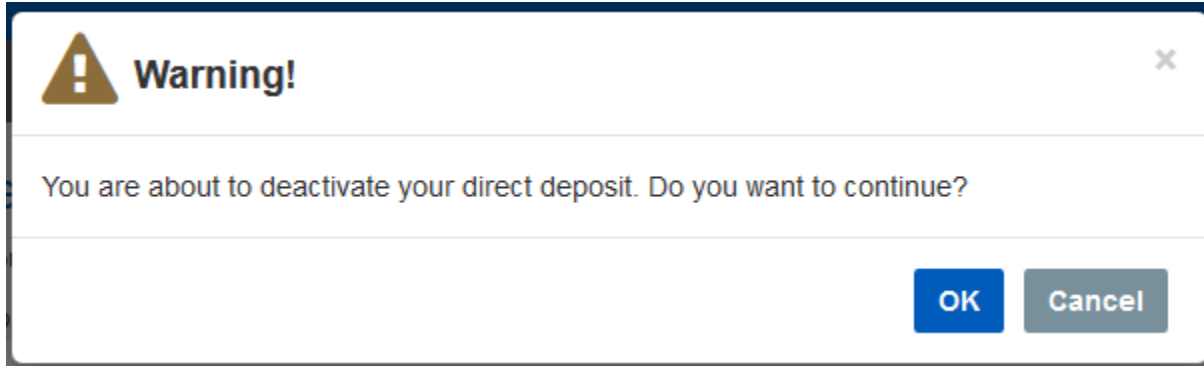 Warning!
×
You are about to deactivate your direct deposit. Do you want to continue?
OK
Cancel